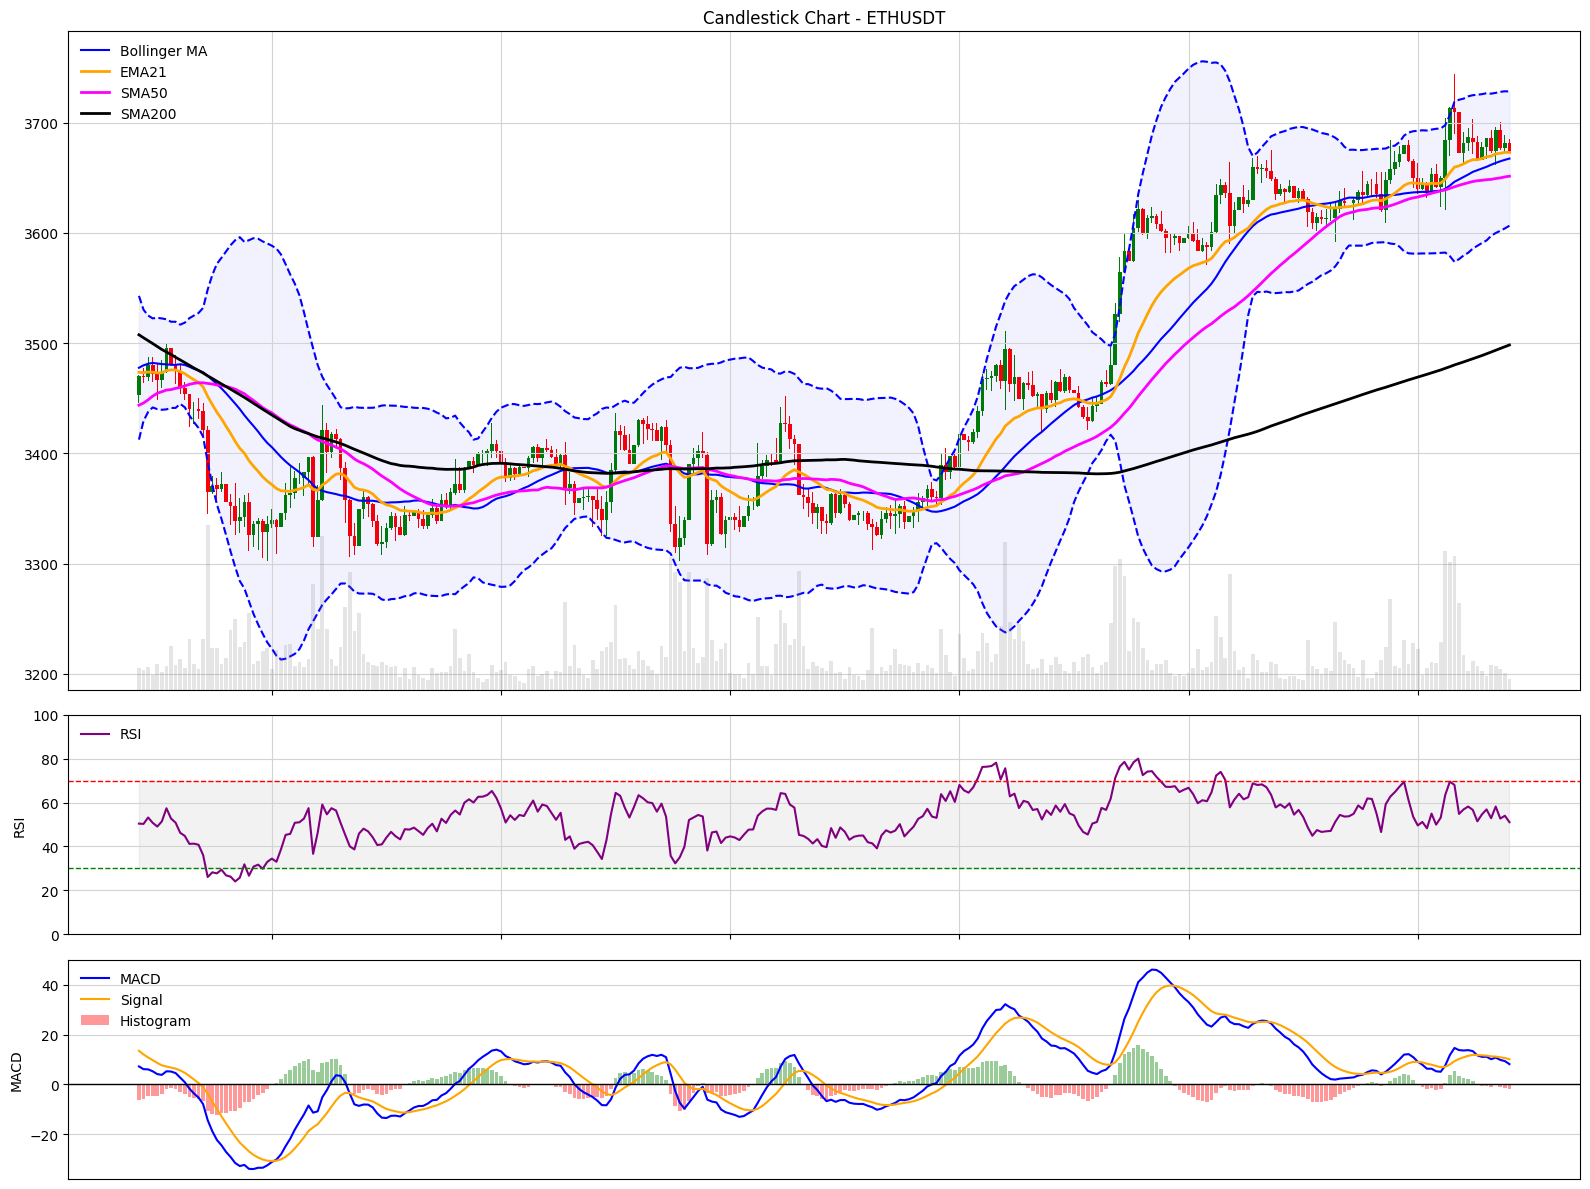 Candlestick Chart - ETHUSDT
Bollinger MA
EMA21
SMA50
SMA200
3700
3600
3500
3400
3300
3200
RSI
100
80
60
40
20
0
RSI
MACD
Signal
Histogram
40
20
0
−20
MACD